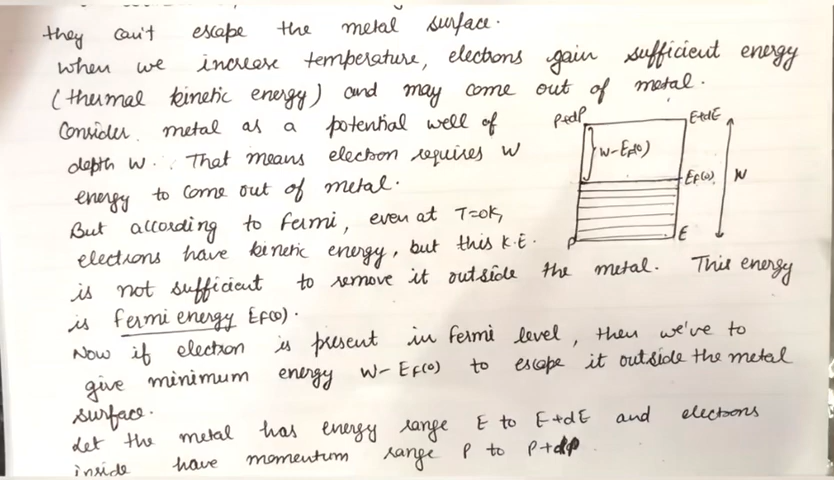 they can't escape the metal surface.
When we increase temperature, electrons gain sufficient energy
(thermal kinetic energy) and may come out of metal.
Consider metal as a potential well of
depth W. That means electron requires W
energy to come out of metal.
But according to Fermi, even at T=0K,
electrons have kinetic energy, but this K.E.
is not sufficient to remove it outside the metal. This energy
is Fermi energy EF(0).
Now if electron is present in Fermi level, then we've to
give minimum energy W-EF(0) to escape it outside the metal
surface.
Let the metal has energy range E to E+dE and electrons
inside have momentum range P to P+dP
P+dP
E+dE
W-EF(0)
EF(0)
W
P
E